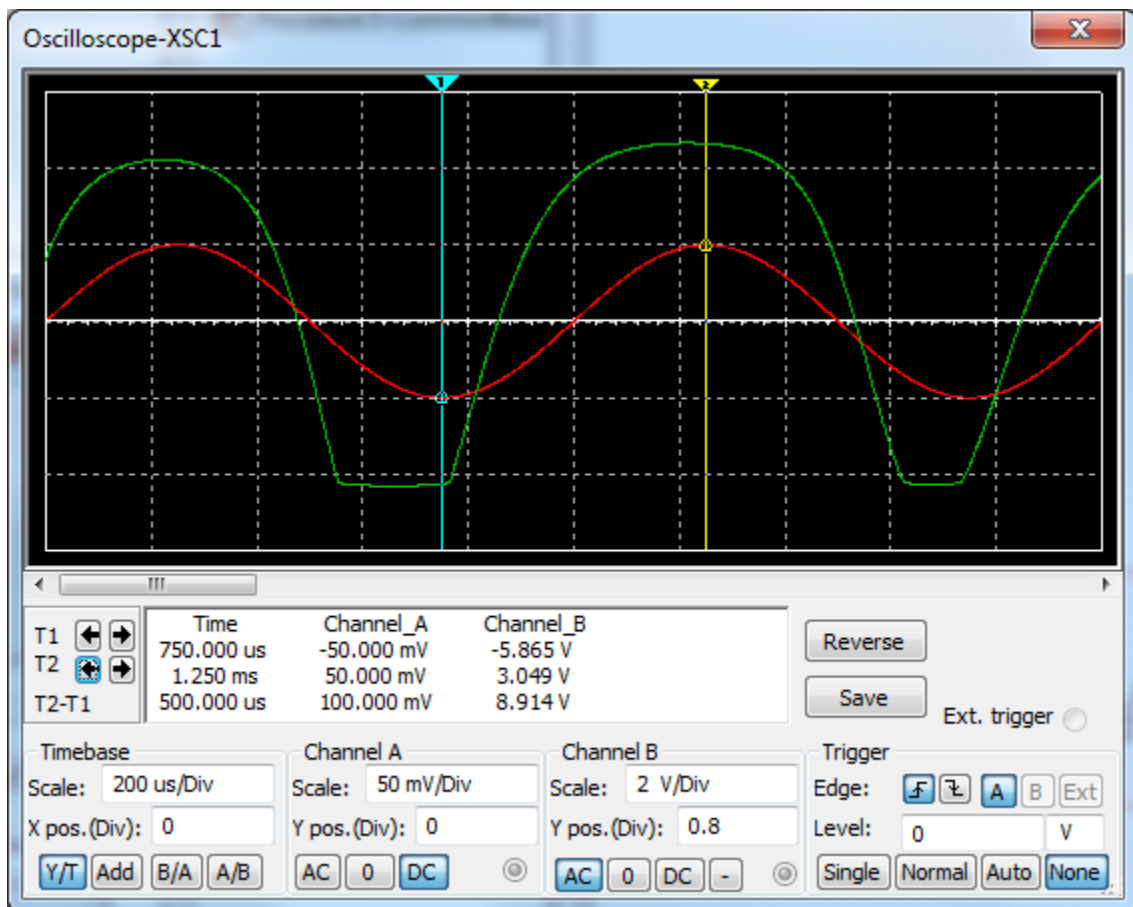 Oscilloscope-XSC1
1 2
Time Channel_A Channel_B
T1 750.000 us -50.000 mV -5.865 V
T2 1.250 ms 50.000 mV 3.049 V
T2-T1 500.000 us 100.000 mV 8.914 V
Reverse
Save
Ext. trigger
Timebase Channel A Channel B Trigger
Scale: 200 us/Div Scale: 50 mV/Div Scale: 2 V/Div Edge: A B Ext
X pos.(Div): 0 Y pos.(Div): 0 Y pos.(Div): 0.8 Level: 0 V
Y/T Add B/A A/B AC 0 DC AC 0 DC - Single Normal Auto None